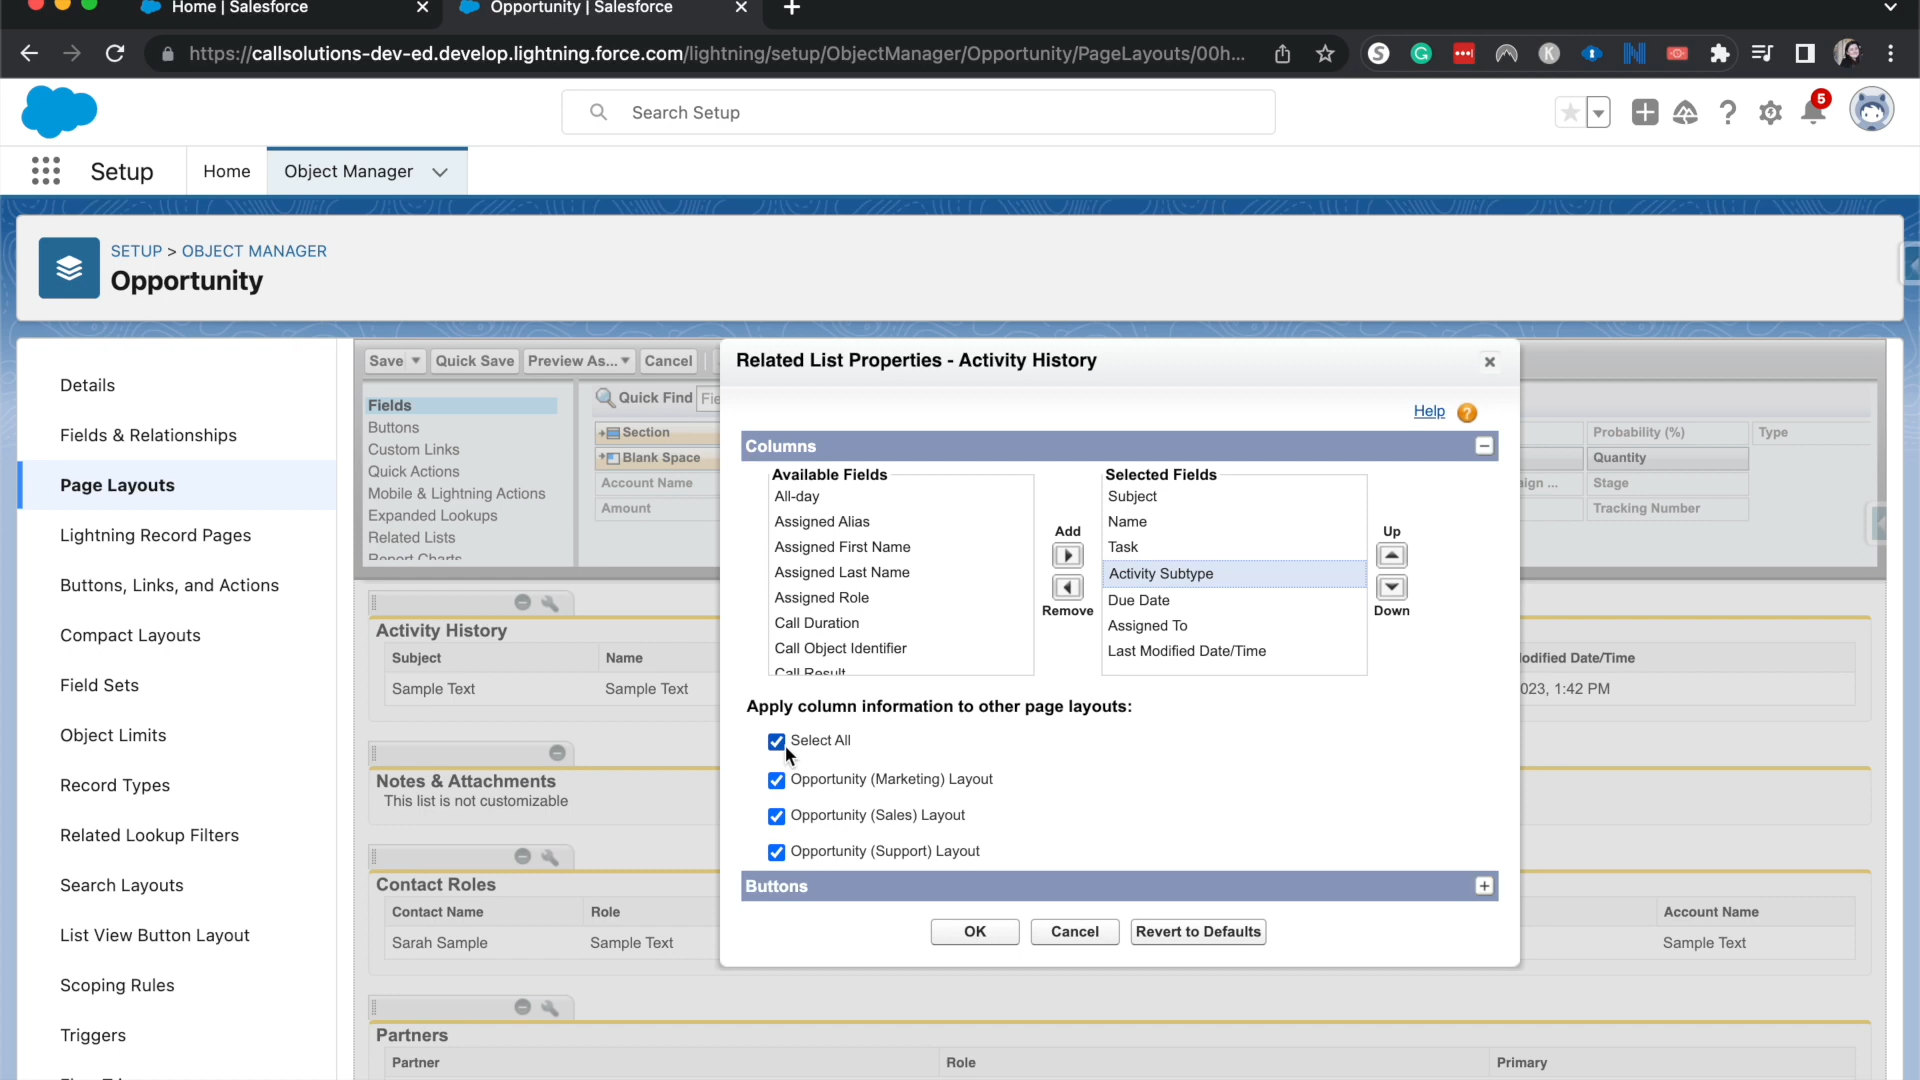 Home | Salesforce
Opportunity | Salesforce
https://callsolutions-dev-ed.develop.lightning.force.com/lightning/setup/ObjectManager/Opportunity/PageLayouts/00h...
Search Setup
5
Setup
Home
Object Manager
SETUP > OBJECT MANAGER
Opportunity
Details
Fields & Relationships
Page Layouts
Lightning Record Pages
Buttons, Links, and Actions
Compact Layouts
Field Sets
Object Limits
Record Types
Related Lookup Filters
Search Layouts
List View Button Layout
Scoping Rules
Triggers
Save
Quick Save
Preview As...
Cancel
Fields
Buttons
Custom Links
Quick Actions
Mobile & Lightning Actions
Expanded Lookups
Related Lists
Report Charts
Quick Find
Section
Blank Space
Account Name
Amount
Probability (%)
Type
Quantity
Stage
Tracking Number
Activity History
Subject
Name
Sample Text
Sample Text
023, 1:42 PM
Notes & Attachments
This list is not customizable
Contact Roles
Contact Name
Role
Account Name
Sarah Sample
Sample Text
Sample Text
Partners
Partner
Role
Primary
Related List Properties - Activity History
Help
Columns
Available Fields
All-day
Assigned Alias
Assigned First Name
Assigned Last Name
Assigned Role
Call Duration
Call Object Identifier
Call Result
Add
Remove
Selected Fields
Subject
Name
Task
Activity Subtype
Due Date
Assigned To
Last Modified Date/Time
Up
Down
Apply column information to other page layouts:
Select All
Opportunity (Marketing) Layout
Opportunity (Sales) Layout
Opportunity (Support) Layout
Buttons
OK
Cancel
Revert to Defaults